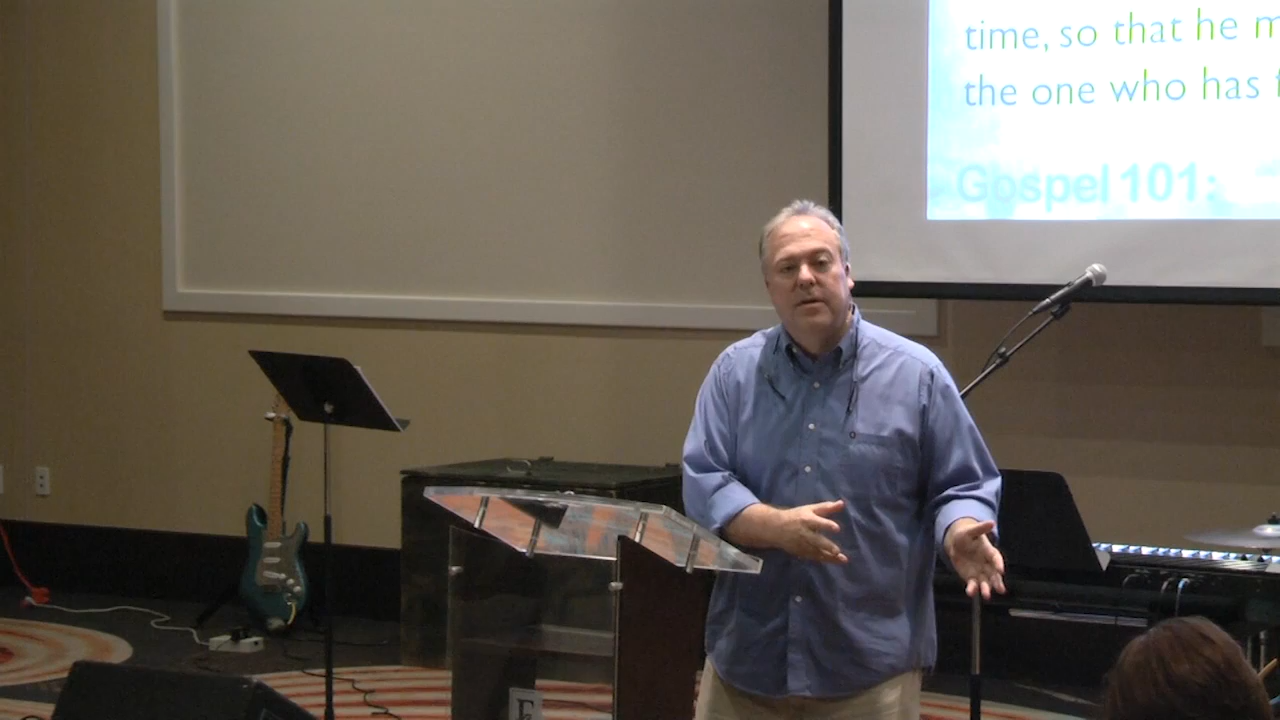 time, so that he
the one who has
Gospel 101: